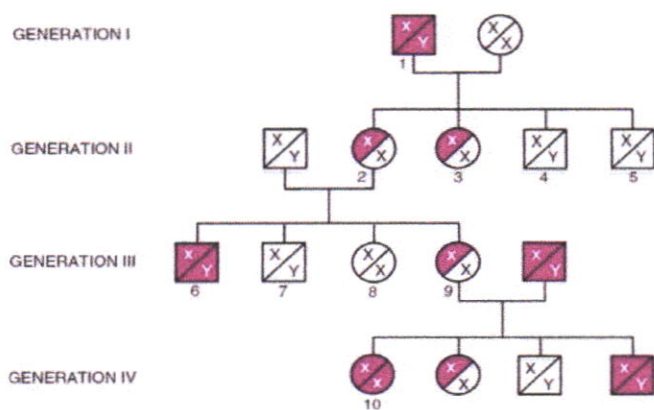 GENERATION I
X Y X X
1
GENERATION II
X Y X X X X X Y X Y
2 3 4 5
GENERATION III
X Y X Y X X X X X Y
6 7 8 9
GENERATION IV
X X X X X Y X Y
10